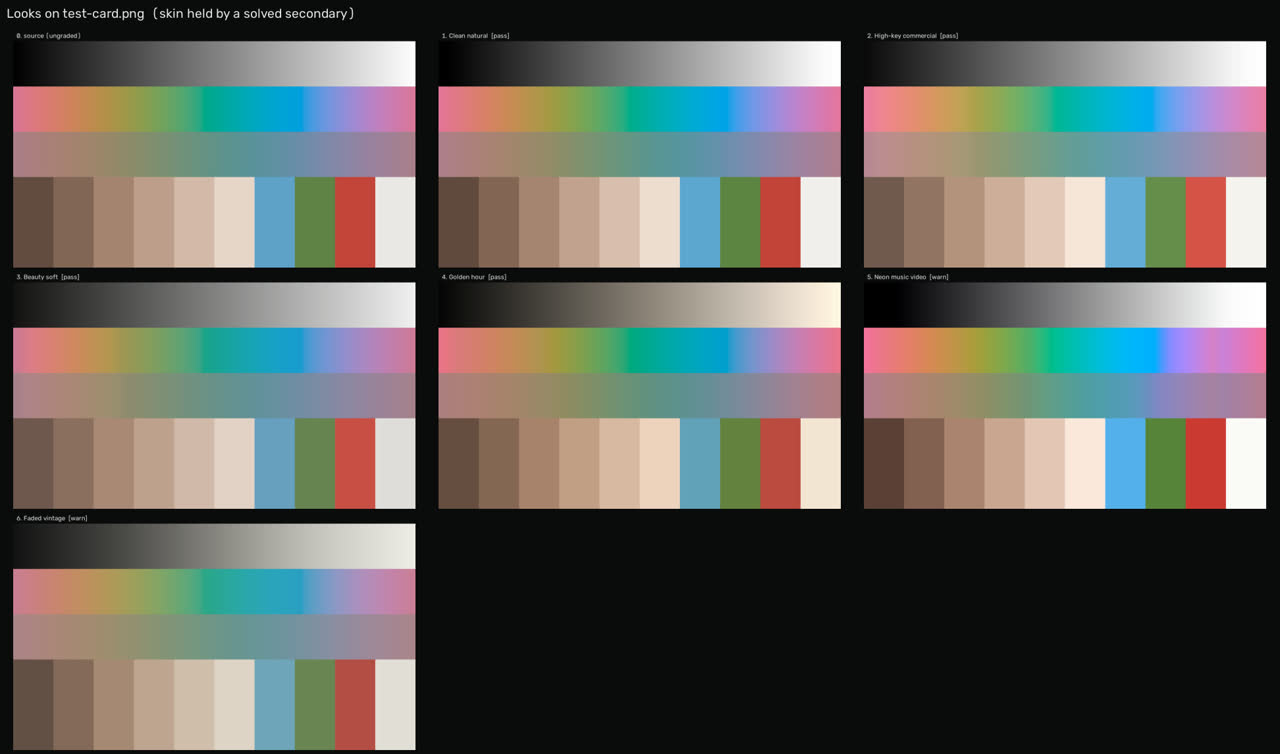 Looks on test-card.png (skin held by a solved secondary)
0. source (ungraded)
1. Clean natural [pass]
2. High-key commercial [pass]
3. Beauty soft [pass]
4. Golden hour [pass]
5. Neon music video [warn]
6. Faded vintage [warn]